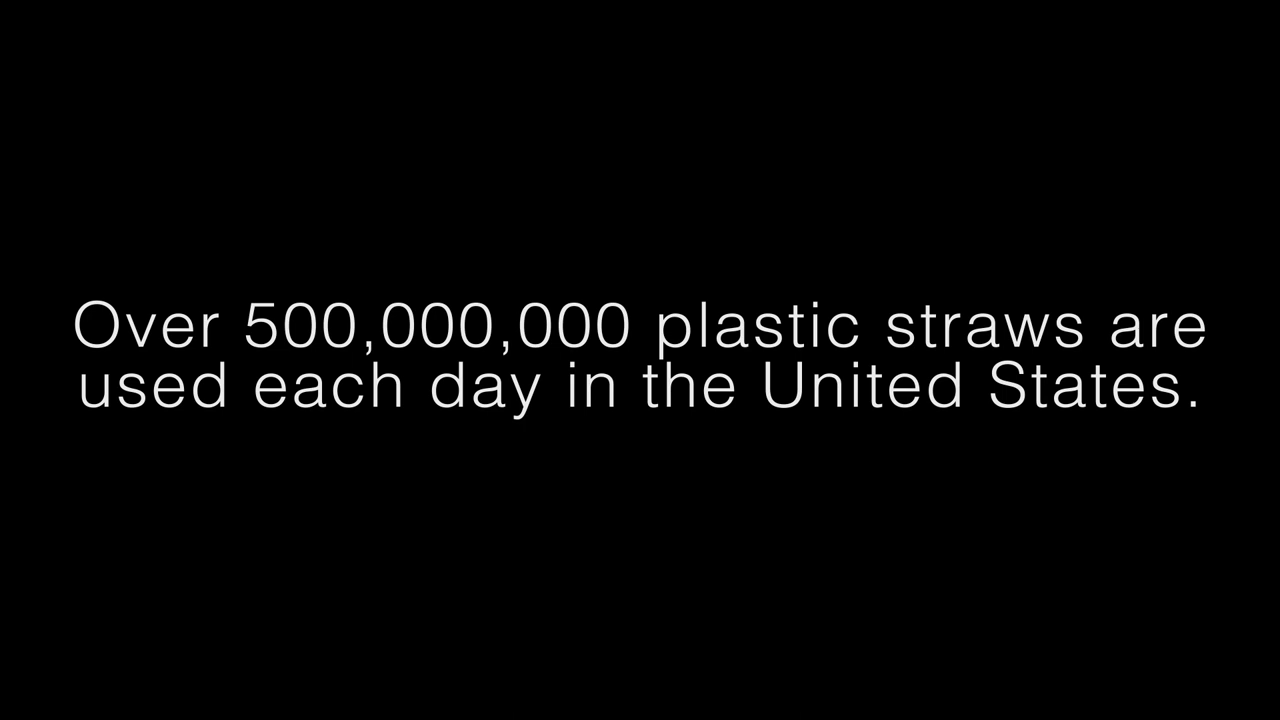 Over 500,000,000 plastic straws are
used each day in the United States.